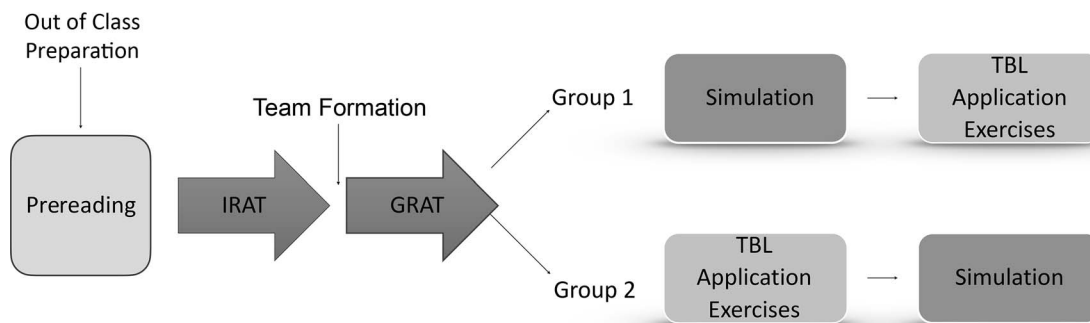 Out of Class
Preparation
Prereading
IRAT
Team Formation
GRAT
Group 1
Simulation
TBL
Application
Exercises
Group 2
TBL
Application
Exercises
Simulation